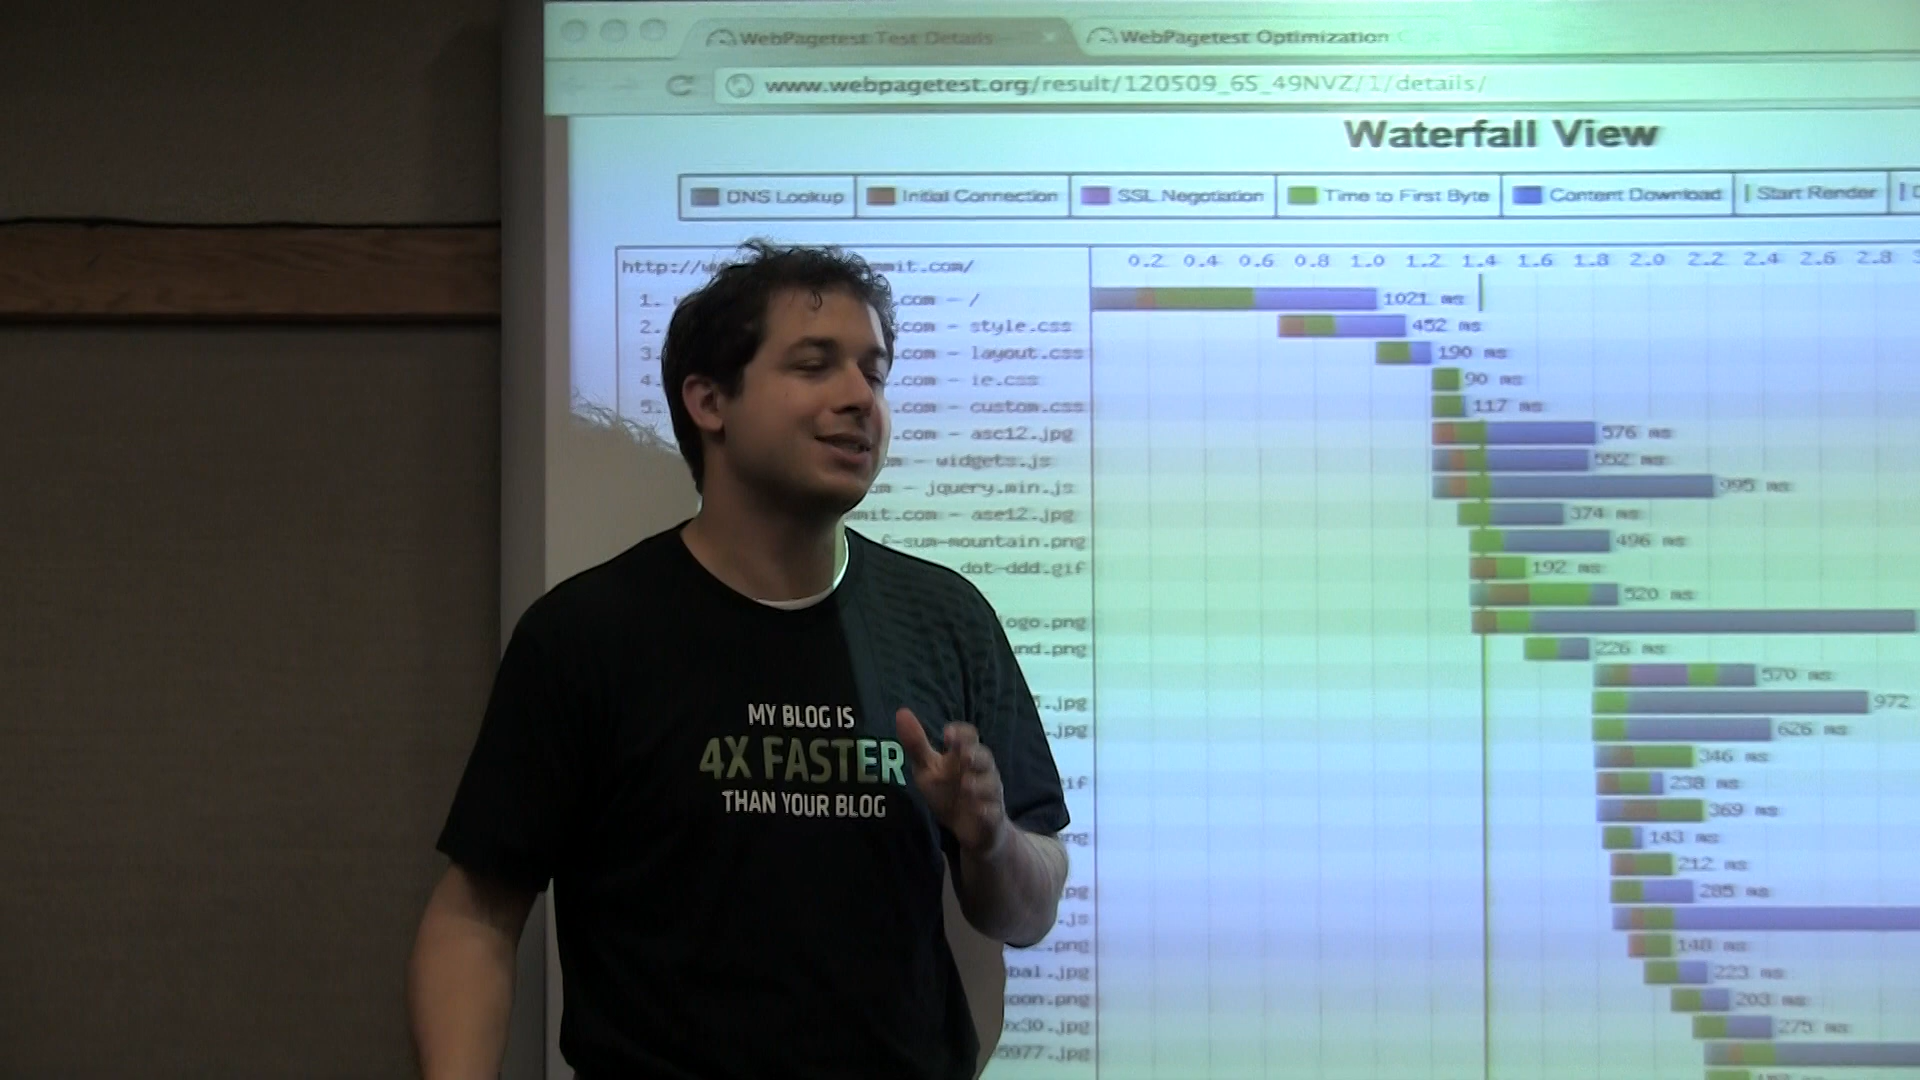 WebPagetest Test Details -
WebPagetest Optimization
www.webpagetest.org/result/120509_6S_49NVZ/1/details/
Waterfall View
DNS Lookup
Initial Connection
SSL Negotiation
Time to First Byte
Content Download
Start Render
http://w mit.com/
0.2 0.4 0.6 0.8 1.0 1.2 1.4 1.6 1.8 2.0 2.2 2.4 2.6 2.8
1. .com - / 1021 ms
2. .com - style.css 452 ms
3. .com - layout.css 190 ms
4. .com - ie.css 90 ms
5. .com - custom.css 117 ms
.com - asc12.jpg 576 ms
m - widgets.js 552 ms
om - jquery.min.js 995 ms
mit.com - ase12.jpg 374 ms
f-sum-mountain.png 496 ms
dot-ddd.gif 192 ms
520 ms
logo.png
nd.png 226 ms
570 ms
.jpg 972
.jpg 626 ms
346 ms
if 238 ms
369 ms
ng 143 ms
212 ms
pg 285 ms
.js
.png 148 ms
bal.jpg 223 ms
oon.png 203 ms
x30.jpg 275 ms
5977.jpg
MY BLOG IS
4X FASTER
THAN YOUR BLOG